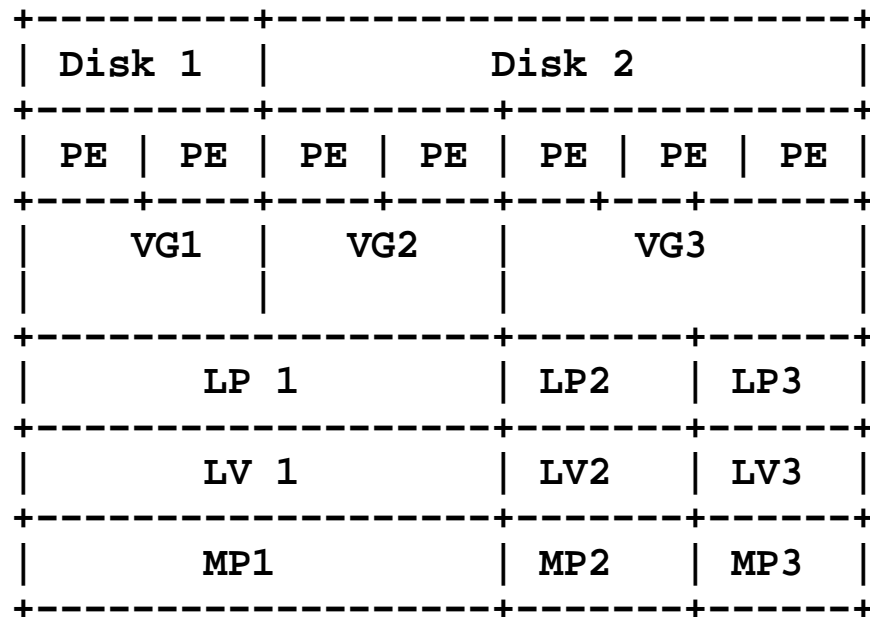 +---------+-------------------------+
| Disk 1  |         Disk 2          |
+---------+---------+---------------+
| PE | PE | PE | PE | PE | PE | PE |
+----+----+----+----+---+---+-------+
|    VG1  |   VG2   |     VG3      |
|         |         |              |
+-------------------+-------+------+
|       LP 1        | LP2   | LP3  |
+-------------------+-------+------+
|       LV 1        | LV2   | LV3  |
+-------------------+-------+------+
|       MP1         | MP2   | MP3  |
+-------------------+-------+------+